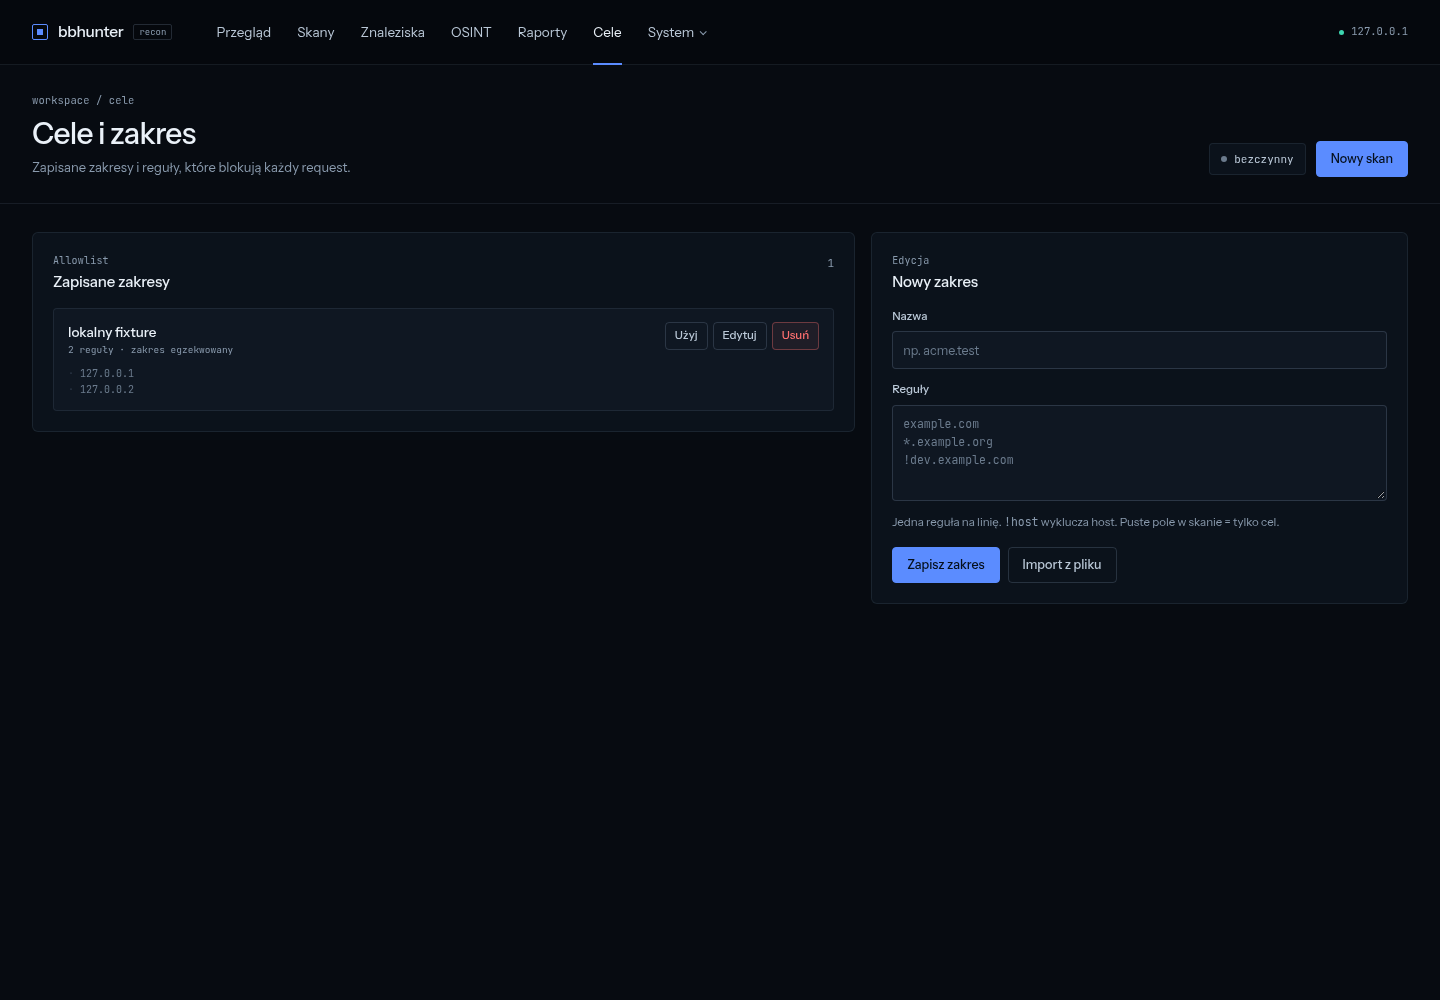 bbhunter recon Przegląd Skany Znaleziska OSINT Raporty Cele System 127.0.0.1
workspace / cele
Cele i zakres
Zapisane zakresy i reguły, które blokują każdy request.
bezczynny Nowy skan
Allowlist
Zapisane zakresy
1
lokalny fixture
2 reguły · zakres egzekwowany
Użyj Edytuj Usuń
· 127.0.0.1
· 127.0.0.2
Edycja
Nowy zakres
Nazwa
np. acme.test
Reguły
example.com
*.example.org
!dev.example.com
Jedna reguła na linię. !host wyklucza host. Puste pole w skanie = tylko cel.
Zapisz zakres Import z pliku